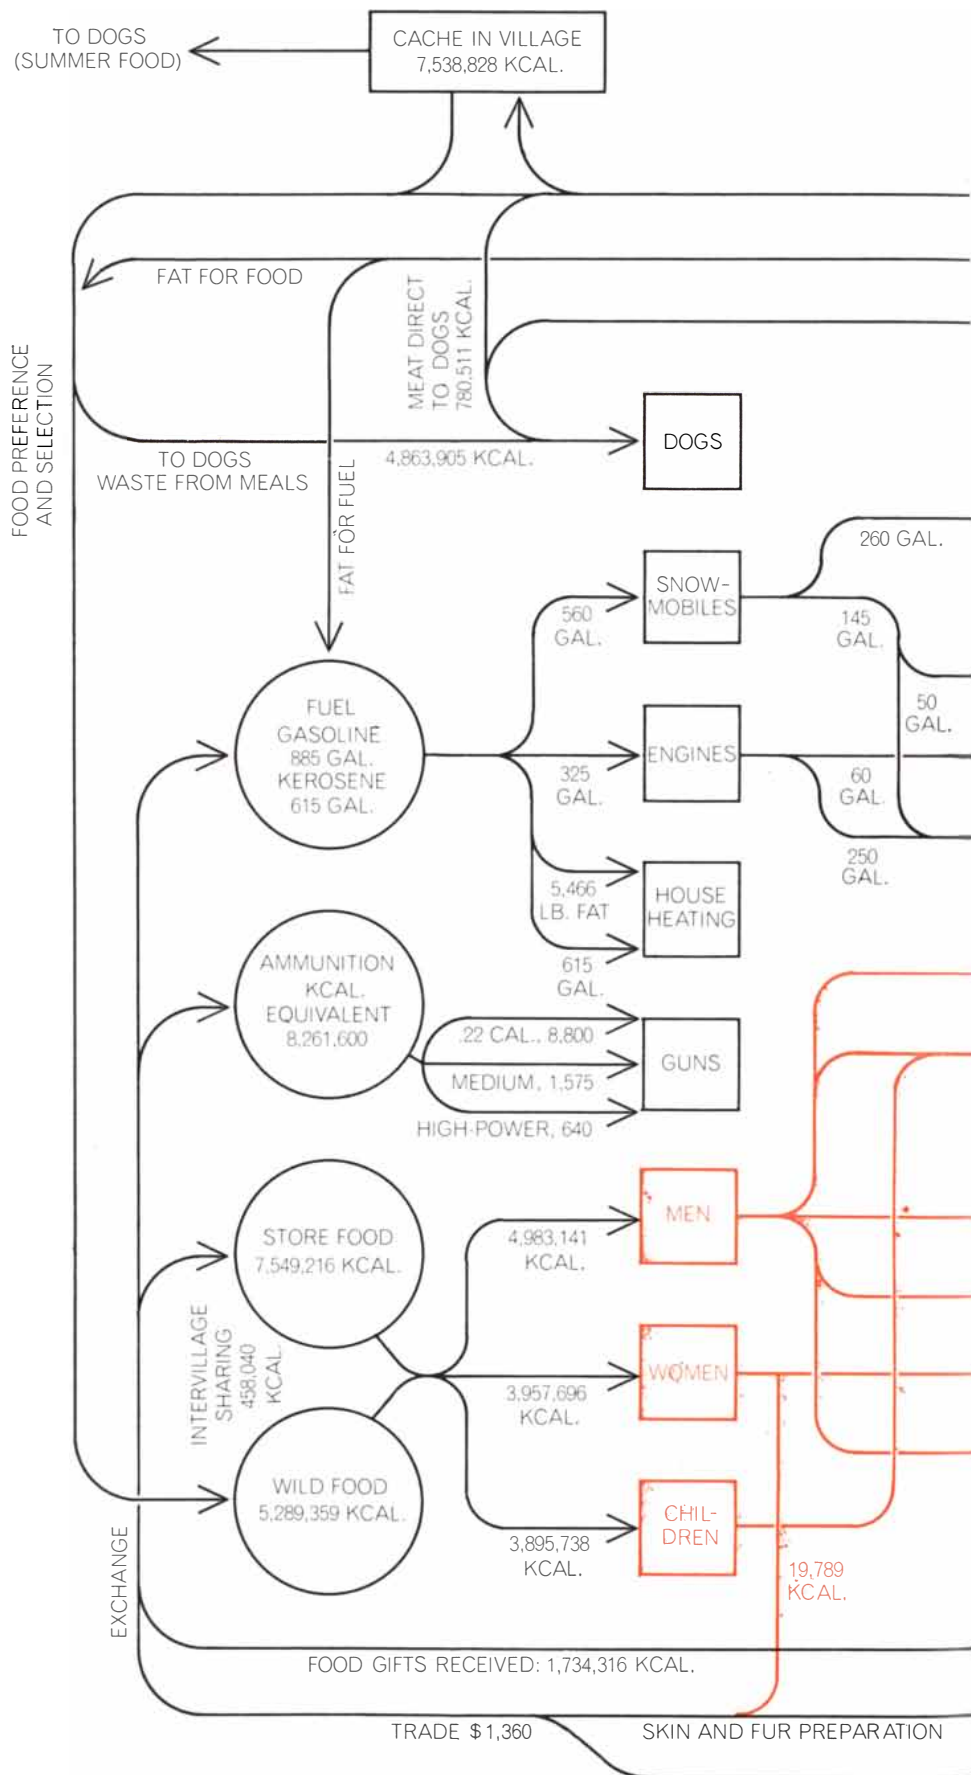 TO DOGS
(SUMMER FOOD)
CACHE IN VILLAGE
7,538,828 KCAL.
FAT FOR FOOD
MEAT DIRECT
TO DOGS
780.511 KCAL.
FOOD PREFERENCE
AND SELECTION
TO DOGS
WASTE FROM MEALS
4,863,905 KCAL.
DOGS
FAT FOR FUEL
260 GAL.
SNOW-
MOBILES
560
GAL.
145
GAL.
50
GAL.
FUEL
GASOLINE
885 GAL.
KEROSENE
615 GAL.
ENGINES
325
GAL.
60
GAL.
250
GAL.
5,466
LB. FAT
HOUSE
HEATING
615
GAL.
AMMUNITION
KCAL.
EQUIVALENT
8,261,600
.22 CAL., 8,800
MEDIUM, 1,575
HIGH-POWER, 640
GUNS
STORE FOOD
7,549,216 KCAL.
4,983,141
KCAL.
MEN
INTERVILLAGE
SHARING
458,040
KCAL.
3,957,696
KCAL.
WOMEN
WILD FOOD
5,289,359 KCAL.
3,895,738
KCAL.
CHIL-
DREN
19,789
KCAL.
EXCHANGE
FOOD GIFTS RECEIVED: 1,734,316 KCAL.
TRADE $1,360
SKIN AND FUR PREPARATION